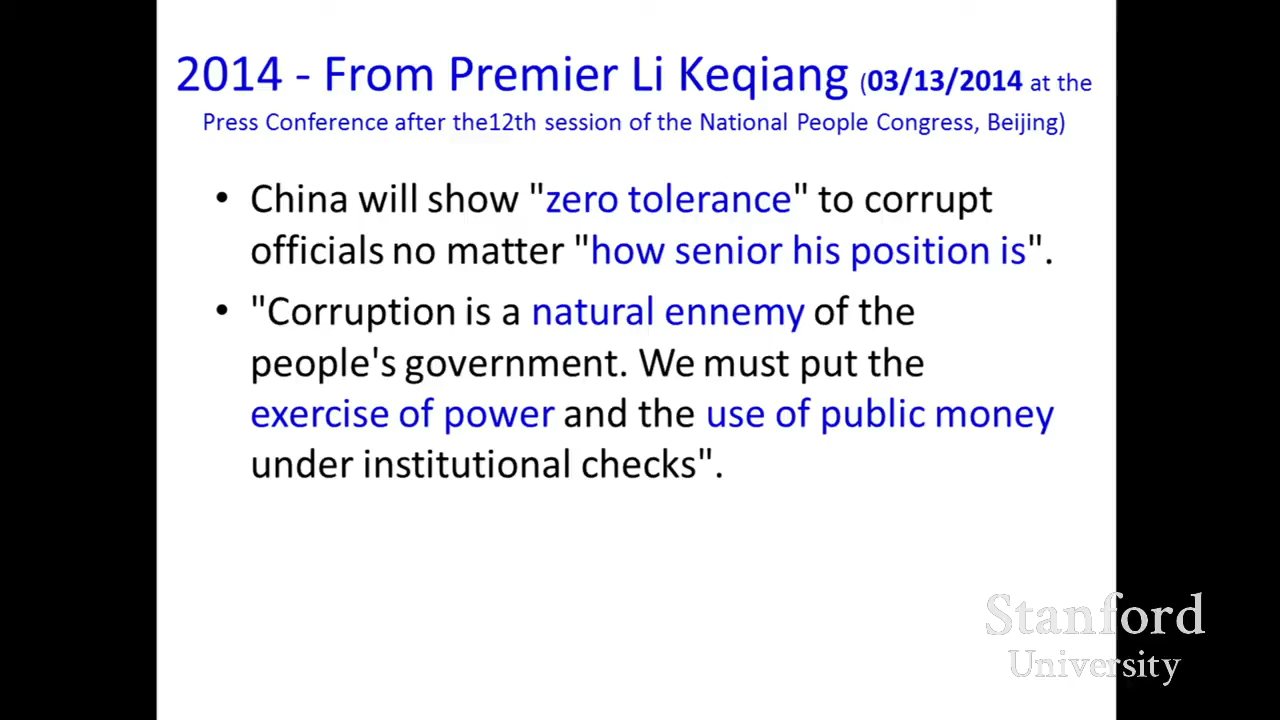 2014 - From Premier Li Keqiang (03/13/2014 at the
Press Conference after the12th session of the National People Congress, Beijing)
• China will show "zero tolerance" to corrupt
officials no matter "how senior his position is".
• "Corruption is a natural ennemy of the
people's government. We must put the
exercise of power and the use of public money
under institutional checks".
Stanford
University